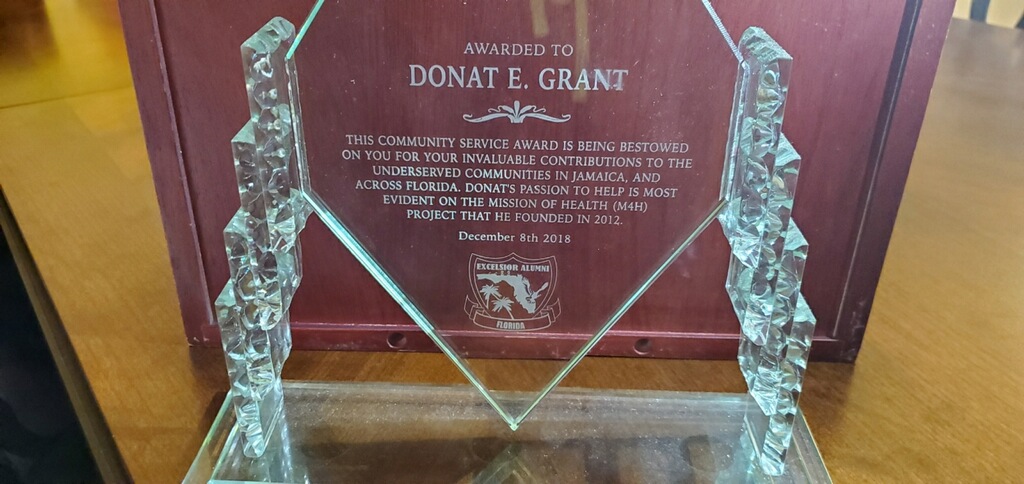 AWARDED TO
DONAT E. GRANT
THIS COMMUNITY SERVICE AWARD IS BEING BESTOWED
ON YOU FOR YOUR INVALUABLE CONTRIBUTIONS TO THE
UNDERSERVED COMMUNITIES IN JAMAICA, AND
ACROSS FLORIDA. DONAT'S PASSION TO HELP IS MOST
EVIDENT ON THE MISSION OF HEALTH (M4H)
PROJECT THAT HE FOUNDED IN 2012.
December 8th 2018
EXCELSIOR ALUMNI
FLORIDA